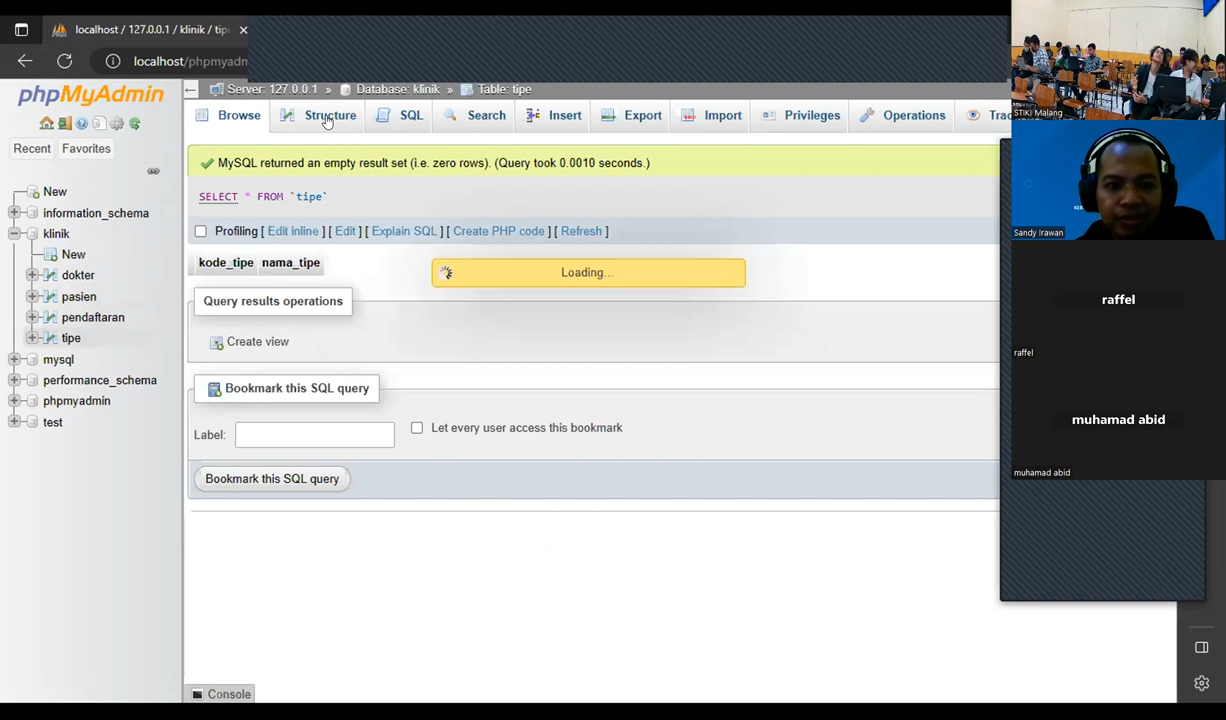 localhost / 127.0.0.1 / klinik / tip
localhost/phpmyadm
phpMyAdmin
Recent
Favorites
New
information_schema
klinik
New
dokter
pasien
pendaftaran
tipe
mysql
performance_schema
phpmyadmin
test
Server: 127.0.0.1 » Database: klinik » Table: tipe
Browse Structure SQL Search Insert Export Import Privileges Operations Trac
MySQL returned an empty result set (i.e. zero rows). (Query took 0.0010 seconds.)
SELECT * FROM `tipe`
Profiling [ Edit inline ] [ Edit ] [ Explain SQL ] [ Create PHP code ] [ Refresh ]
kode_tipe nama_tipe
Loading...
Query results operations
Create view
Bookmark this SQL query
Label:
Let every user access this bookmark
Bookmark this SQL query
Console
STIKI Malang
Sandy Irawan
raffel
raffel
muhamad abid
muhamad abid